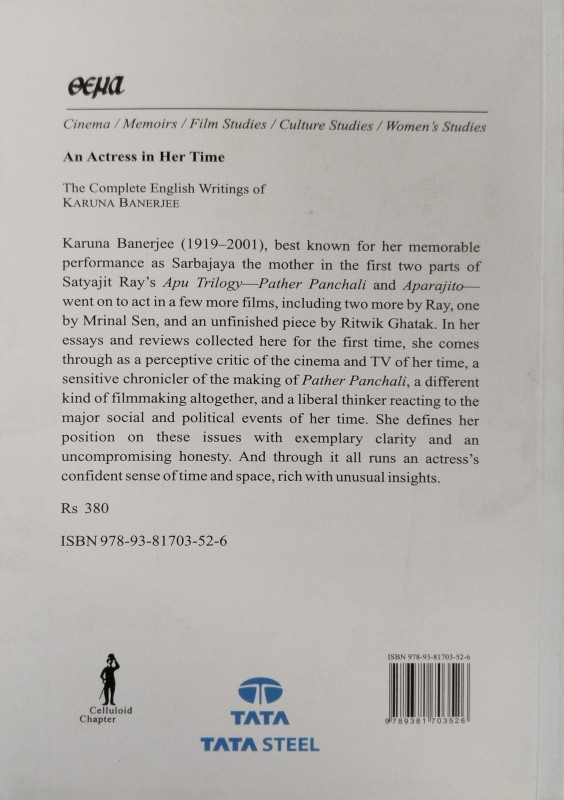 θεμα
Cinema / Memoirs / Film Studies / Culture Studies / Women's Studies
An Actress in Her Time
The Complete English Writings of
KARUNA BANERJEE
Karuna Banerjee (1919–2001), best known for her memorable
performance as Sarbajaya the mother in the first two parts of
Satyajit Ray's Apu Trilogy—Pather Panchali and Aparajito—
went on to act in a few more films, including two more by Ray, one
by Mrinal Sen, and an unfinished piece by Ritwik Ghatak. In her
essays and reviews collected here for the first time, she comes
through as a perceptive critic of the cinema and TV of her time, a
sensitive chronicler of the making of Pather Panchali, a different
kind of filmmaking altogether, and a liberal thinker reacting to the
major social and political events of her time. She defines her
position on these issues with exemplary clarity and an
uncompromising honesty. And through it all runs an actress's
confident sense of time and space, rich with unusual insights.
Rs 380
ISBN 978-93-81703-52-6
Celluloid
Chapter
TATA
TATA STEEL
ISBN 978-93-81703-52-6
9 789381 703526